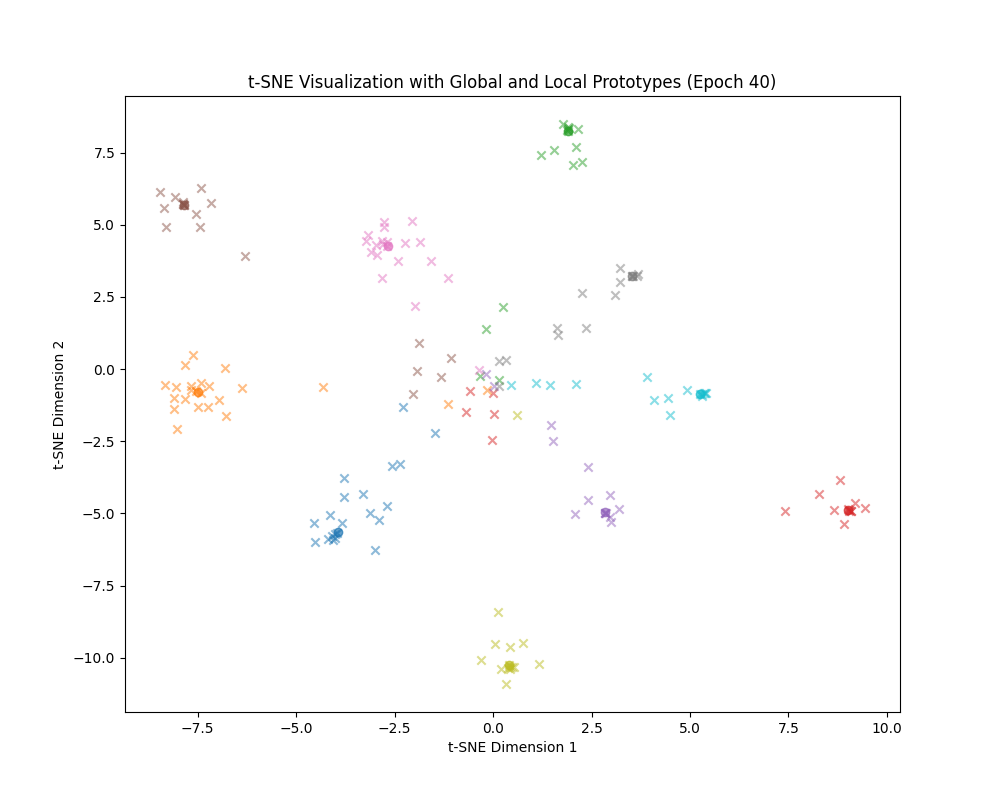 t-SNE Visualization with Global and Local Prototypes (Epoch 40)
7.5
5.0
2.5
0.0
−2.5
−5.0
−7.5
−10.0
t-SNE Dimension 2
−7.5 −5.0 −2.5 0.0 2.5 5.0 7.5 10.0
t-SNE Dimension 1